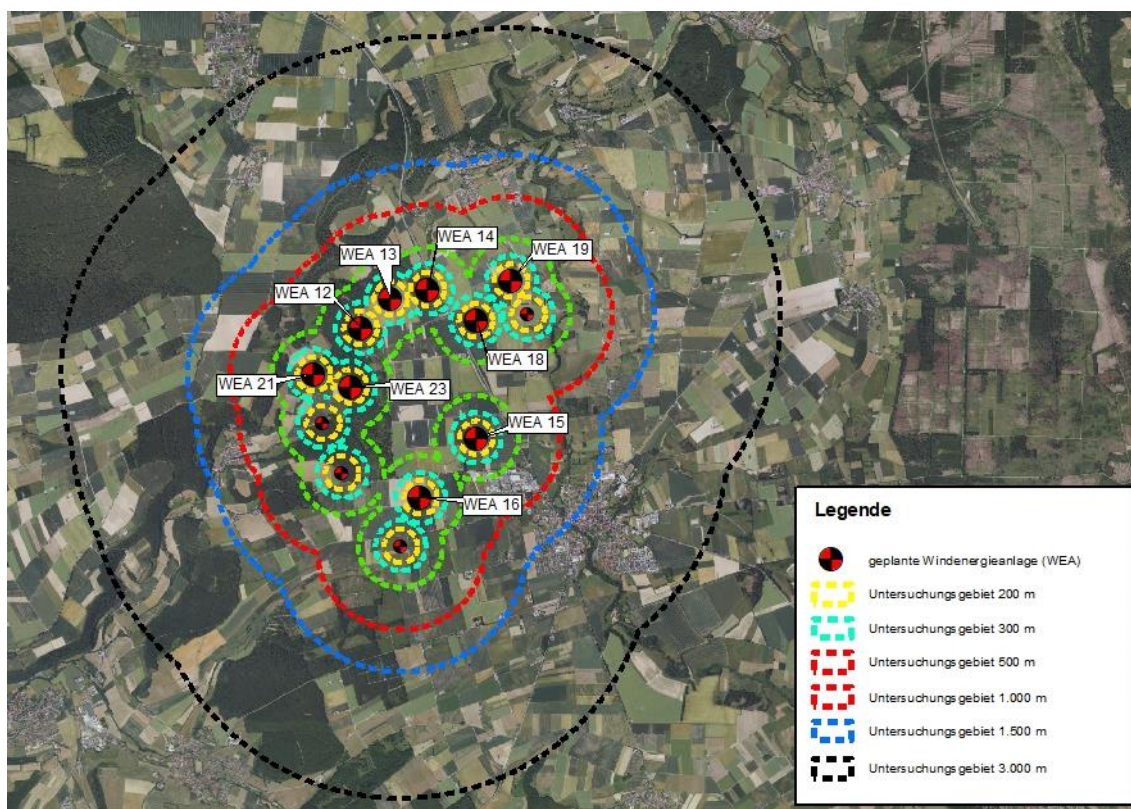 WEA 14
WEA 13
WEA 19
WEA 12
WEA 18
WEA 21
WEA 23
WEA 15
WEA 16
Legende
geplante Windenergieanlage (WEA)
Untersuchungsgebiet 200 m
Untersuchungsgebiet 300 m
Untersuchungsgebiet 500 m
Untersuchungsgebiet 1.000 m
Untersuchungsgebiet 1.500 m
Untersuchungsgebiet 3.000 m